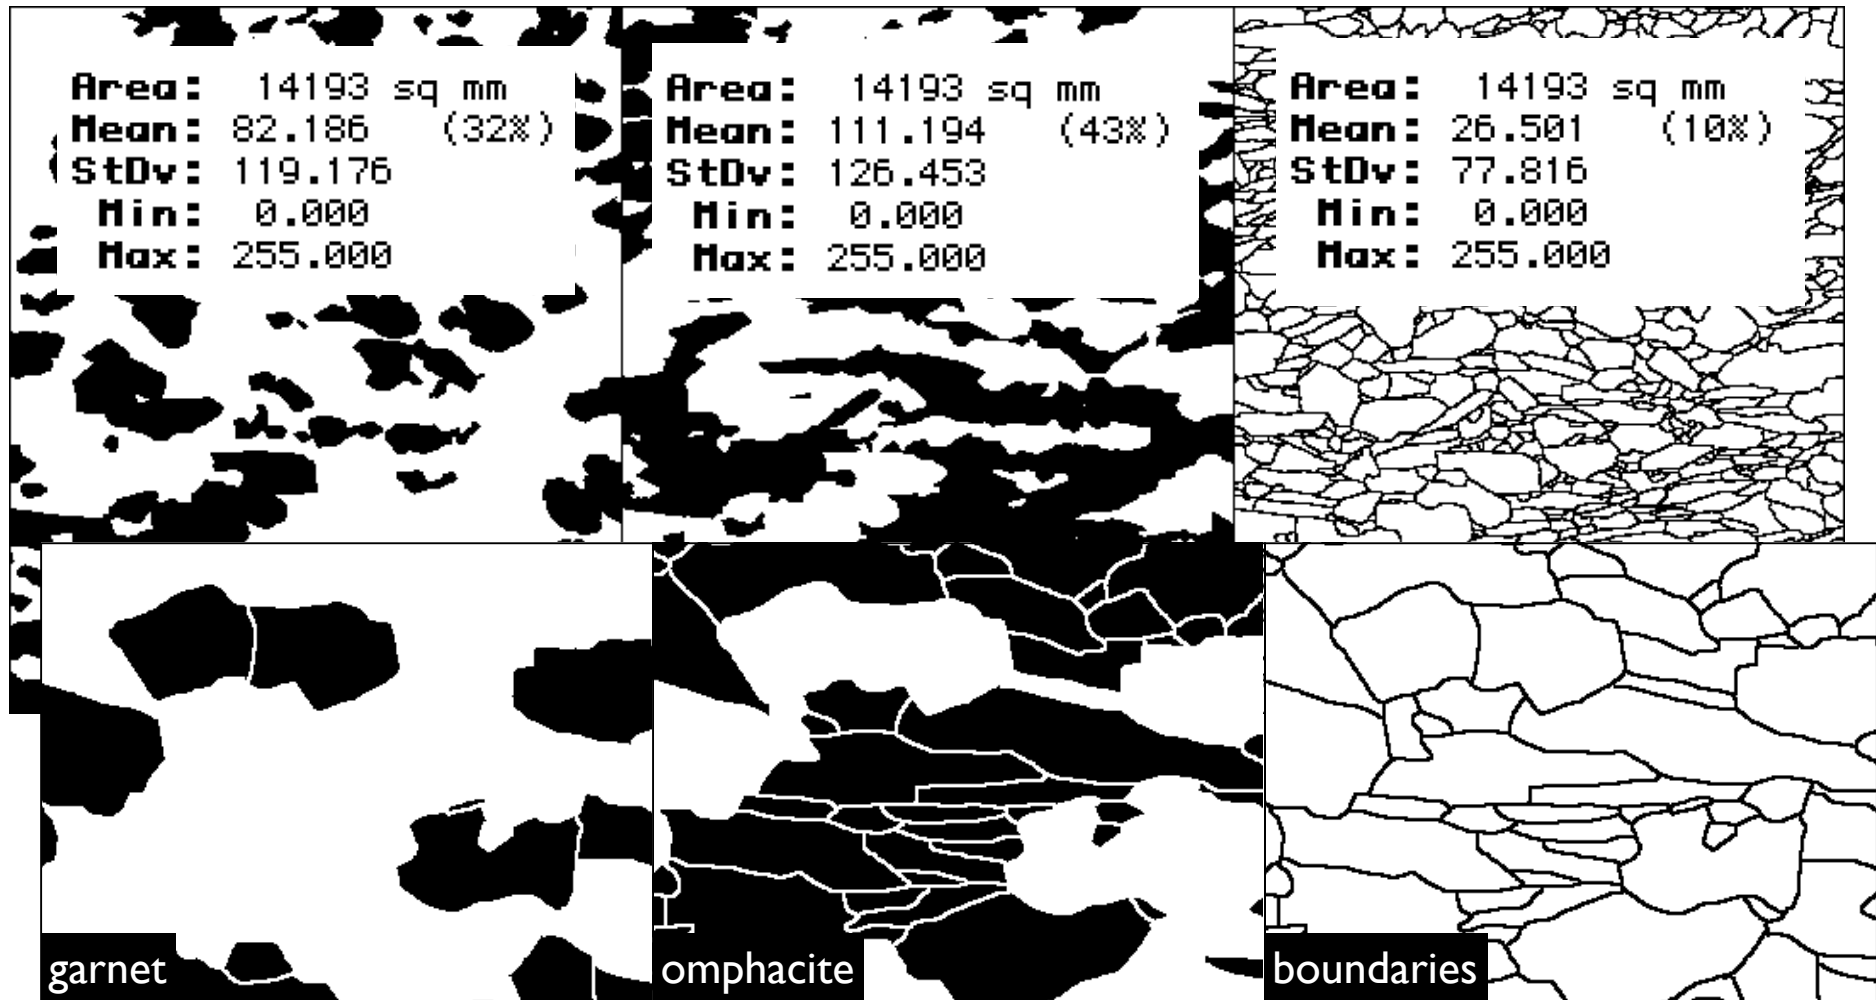 Area: 14193 sq mm
Mean: 82.186 (32%)
StDv: 119.176
Min: 0.000
Max: 255.000
Area: 14193 sq mm
Mean: 111.194 (43%)
StDv: 126.453
Min: 0.000
Max: 255.000
Area: 14193 sq mm
Mean: 26.501 (10%)
StDv: 77.816
Min: 0.000
Max: 255.000
garnet
omphacite
boundaries